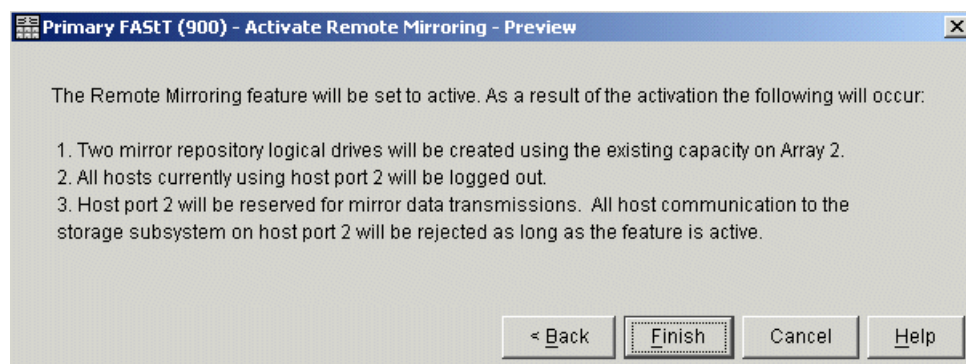 Primary FAStT (900) - Activate Remote Mirroring - Preview
The Remote Mirroring feature will be set to active. As a result of the activation the following will occur:
1. Two mirror repository logical drives will be created using the existing capacity on Array 2.
2. All hosts currently using host port 2 will be logged out.
3. Host port 2 will be reserved for mirror data transmissions.  All host communication to the
storage subsystem on host port 2 will be rejected as long as the feature is active.
< Back Finish Cancel Help